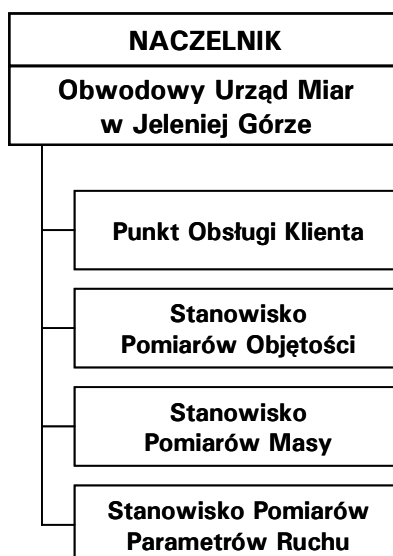 NACZELNIK
Obwodowy Urząd Miar
w Jeleniej Górze
Punkt Obsługi Klienta
Stanowisko
Pomiarów Objętości
Stanowisko
Pomiarów Masy
Stanowisko Pomiarów
Parametrów Ruchu